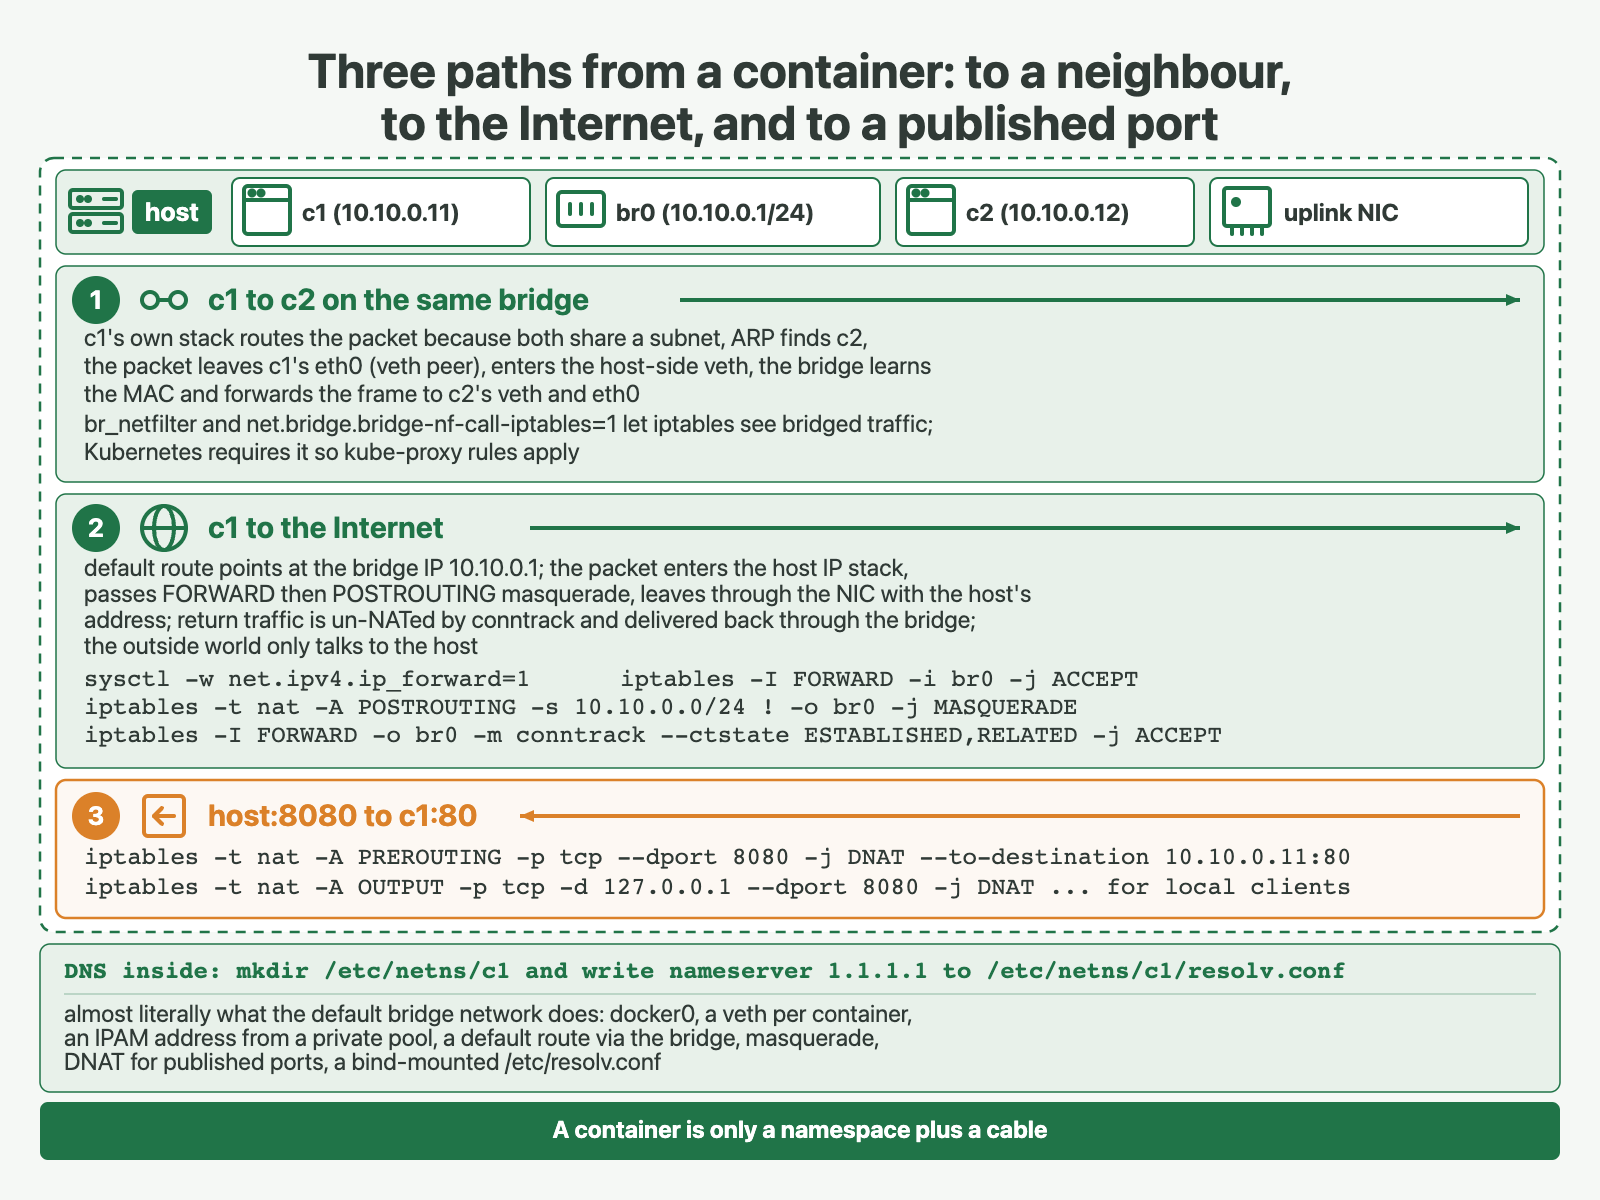 Three paths from a container: to a neighbour,
to the Internet, and to a published port
host
c1 (10.10.0.11)
br0 (10.10.0.1/24)
c2 (10.10.0.12)
uplink NIC
1
c1 to c2 on the same bridge
c1's own stack routes the packet because both share a subnet, ARP finds c2,
the packet leaves c1's eth0 (veth peer), enters the host-side veth, the bridge learns
the MAC and forwards the frame to c2's veth and eth0
br_netfilter and net.bridge.bridge-nf-call-iptables=1 let iptables see bridged traffic;
Kubernetes requires it so kube-proxy rules apply
2
c1 to the Internet
default route points at the bridge IP 10.10.0.1; the packet enters the host IP stack,
passes FORWARD then POSTROUTING masquerade, leaves through the NIC with the host's
address; return traffic is un-NATed by conntrack and delivered back through the bridge;
the outside world only talks to the host
sysctl -w net.ipv4.ip_forward=1
iptables -I FORWARD -i br0 -j ACCEPT
iptables -t nat -A POSTROUTING -s 10.10.0.0/24 ! -o br0 -j MASQUERADE
iptables -I FORWARD -o br0 -m conntrack --ctstate ESTABLISHED,RELATED -j ACCEPT
3
host:8080 to c1:80
iptables -t nat -A PREROUTING -p tcp --dport 8080 -j DNAT --to-destination 10.10.0.11:80
iptables -t nat -A OUTPUT -p tcp -d 127.0.0.1 --dport 8080 -j DNAT ... for local clients
DNS inside: mkdir /etc/netns/c1 and write nameserver 1.1.1.1 to /etc/netns/c1/resolv.conf
almost literally what the default bridge network does: docker0, a veth per container,
an IPAM address from a private pool, a default route via the bridge, masquerade,
DNAT for published ports, a bind-mounted /etc/resolv.conf
A container is only a namespace plus a cable